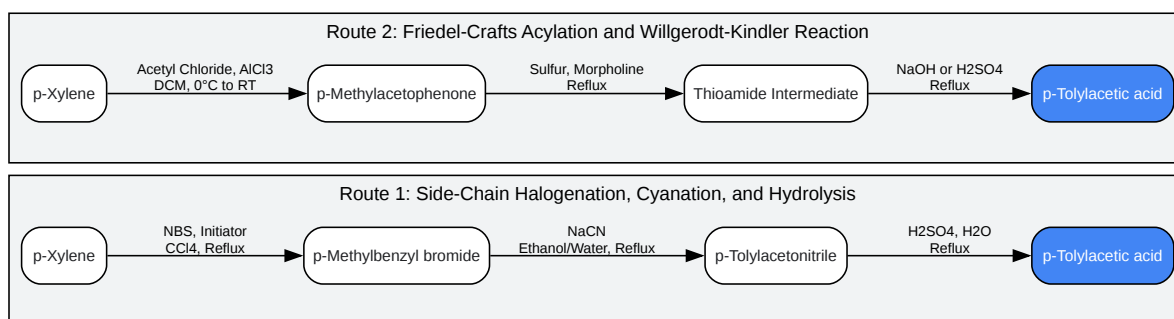 Route 2: Friedel-Crafts Acylation and Willgerodt-Kindler Reaction
p-Xylene
Acetyl Chloride, AlCl3
DCM, 0°C to RT
p-Methylacetophenone
Sulfur, Morpholine
Reflux
Thioamide Intermediate
NaOH or H2SO4
Reflux
p-Tolylacetic acid
Route 1: Side-Chain Halogenation, Cyanation, and Hydrolysis
p-Xylene
NBS, Initiator
CCl4, Reflux
p-Methylbenzyl bromide
NaCN
Ethanol/Water, Reflux
p-Tolylacetonitrile
H2SO4, H2O
Reflux
p-Tolylacetic acid